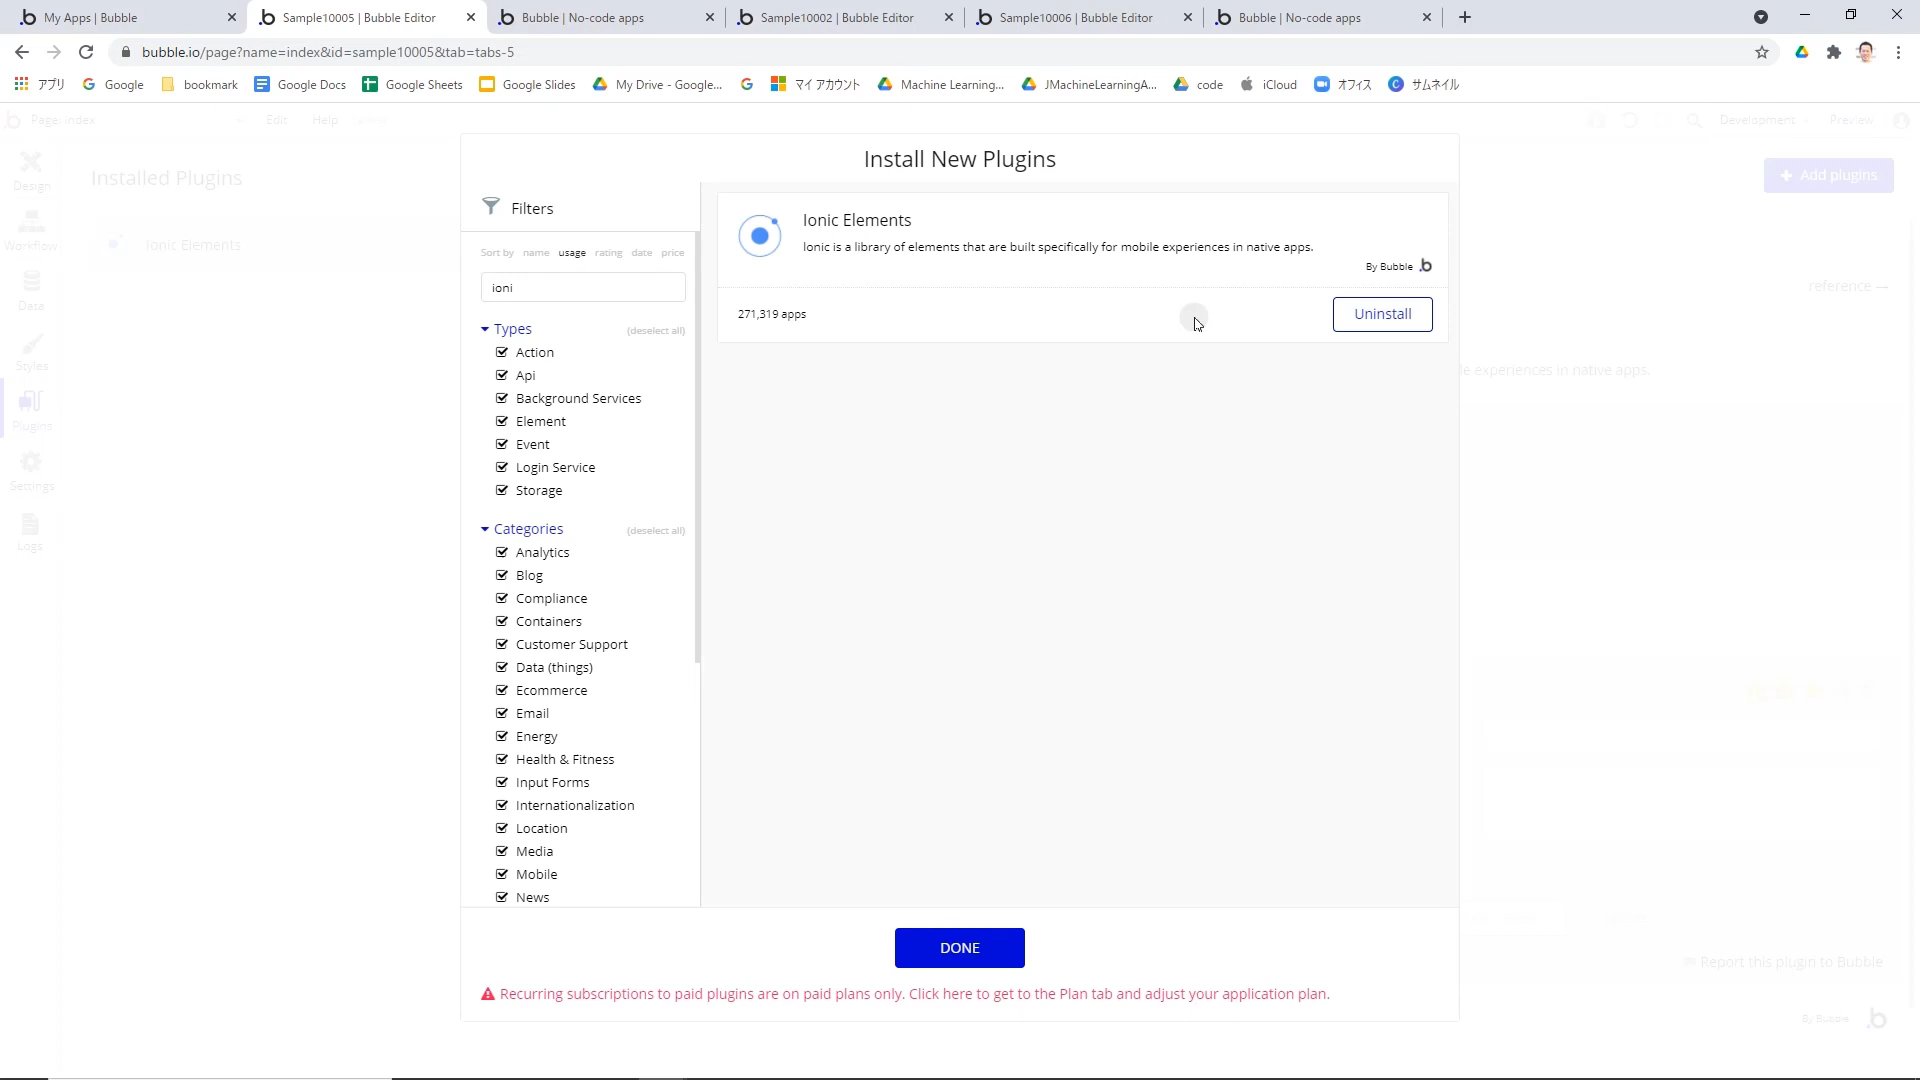 My Apps | Bubble
Sample10005 | Bubble Editor
Bubble | No-code apps
Sample10002 | Bubble Editor
Sample10006 | Bubble Editor
Bubble | No-code apps
bubble.io/page?name=index&id=sample10005&tab=tabs-5
アプリ
Google
bookmark
Google Docs
Google Sheets
Google Slides
My Drive - Google...
マイ アカウント
Machine Learning...
JMachineLearningA...
code
iCloud
オフィス
サムネイル
Page: index
Edit
Help
Development
Preview
Install New Plugins
Design
Installed Plugins
+ Add plugins
Workflow
Ionic Elements
Data
reference
Styles
le experiences in native apps.
Plugins
Settings
Logs
Filters
Sort by name usage rating date price
ioni
Types (deselect all)
Action
Api
Background Services
Element
Event
Login Service
Storage
Categories (deselect all)
Analytics
Blog
Compliance
Containers
Customer Support
Data (things)
Ecommerce
Email
Energy
Health & Fitness
Input Forms
Internationalization
Location
Media
Mobile
News
Ionic Elements
Ionic is a library of elements that are built specifically for mobile experiences in native apps.
By Bubble .b
271,319 apps
Uninstall
DONE
Recurring subscriptions to paid plugins are on paid plans only. Click here to get to the Plan tab and adjust your application plan.
Report this plugin to Bubble
By Bubble .b